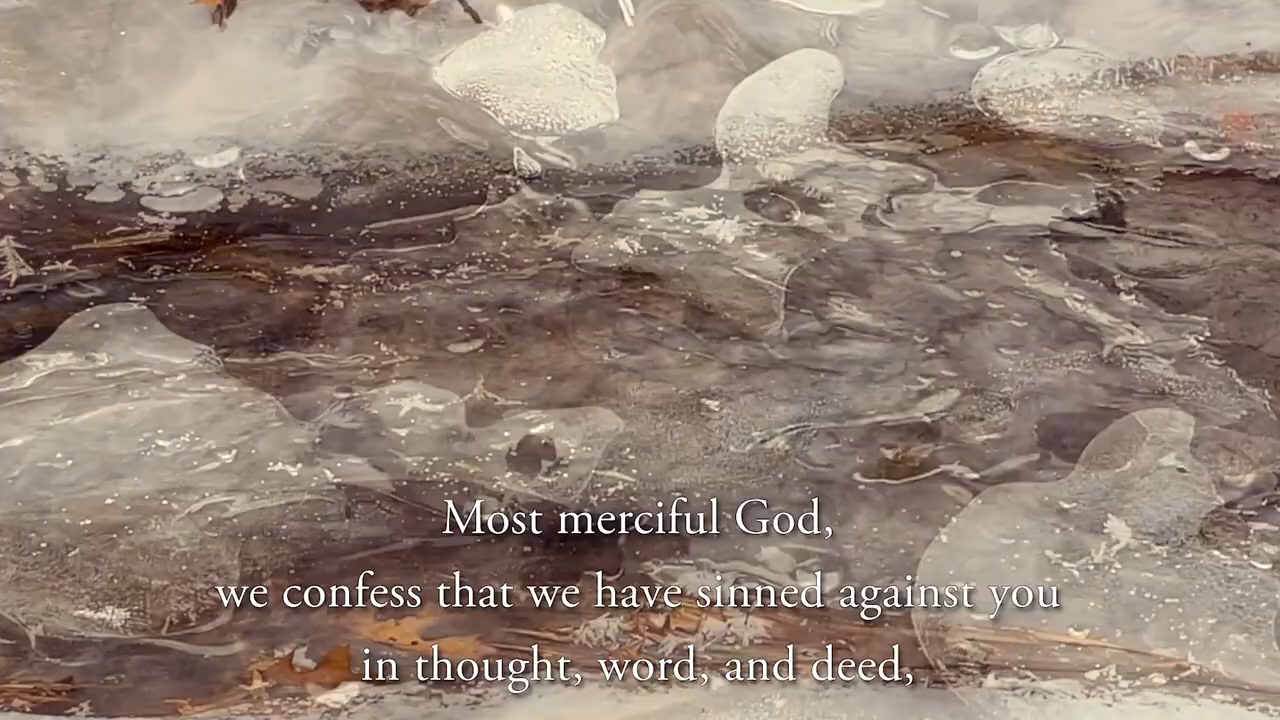 Most merciful God,
we confess that we have sinned against you
in thought, word, and deed,